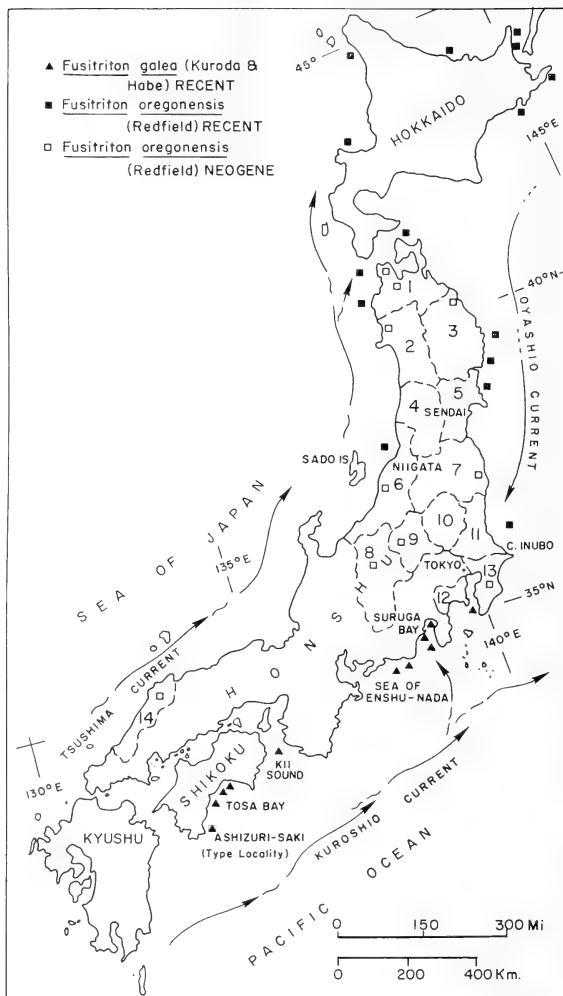 ▲ Fusitriton galea (Kuroda &
Habe) RECENT
■ Fusitriton oregonensis
(Redfield) RECENT
□ Fusitriton oregonensis
(Redfield) NEOGENE
45°
HOKKAIDO
145°E
40°N
OYASHIO CURRENT
1
2
3
4
5
SENDAI
SADO IS
NIIGATA
6
7
8
9
10
11
C. INUBO
TOKYO
12
13
35°N
140°E
SEA OF JAPAN
135°E
HONSHU
SURUGA
BAY
SEA OF
ENSHU-NADA
TSUSHIMA CURRENT
14
130°E
KII
SOUND
SHIKOKU
TOSA BAY
KYUSHU
ASHIZURI-SAKI
(Type Locality)
KUROSHIO CURRENT
PACIFIC OCEAN
0 150 300 Mi
0 200 400 Km.